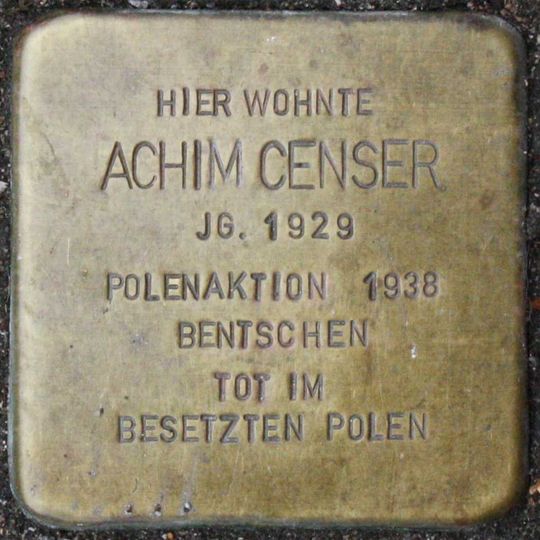 HIER WOHNTE
ACHIM CENSER
JG. 1929
POLENAKTION 1938
BENTSCHEN
TOT IM
BESETZTEN POLEN